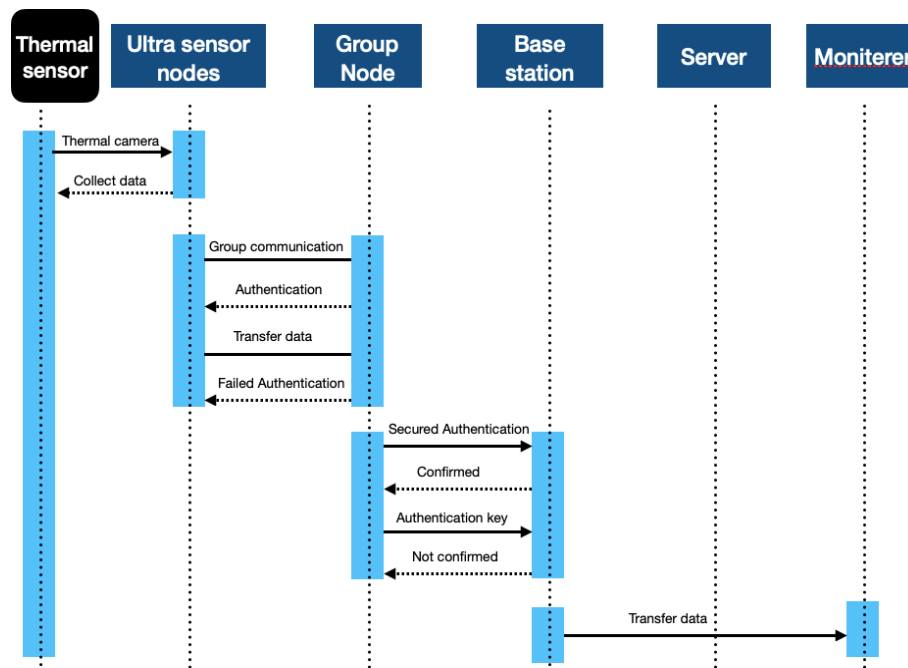 Thermal
sensor
Ultra sensor
nodes
Group
Node
Base
station
Server
Moniterer
Thermal camera
Collect data
Group communication
Authentication
Transfer data
Failed Authentication
Secured Authentication
Confirmed
Authentication key
Not confirmed
Transfer data